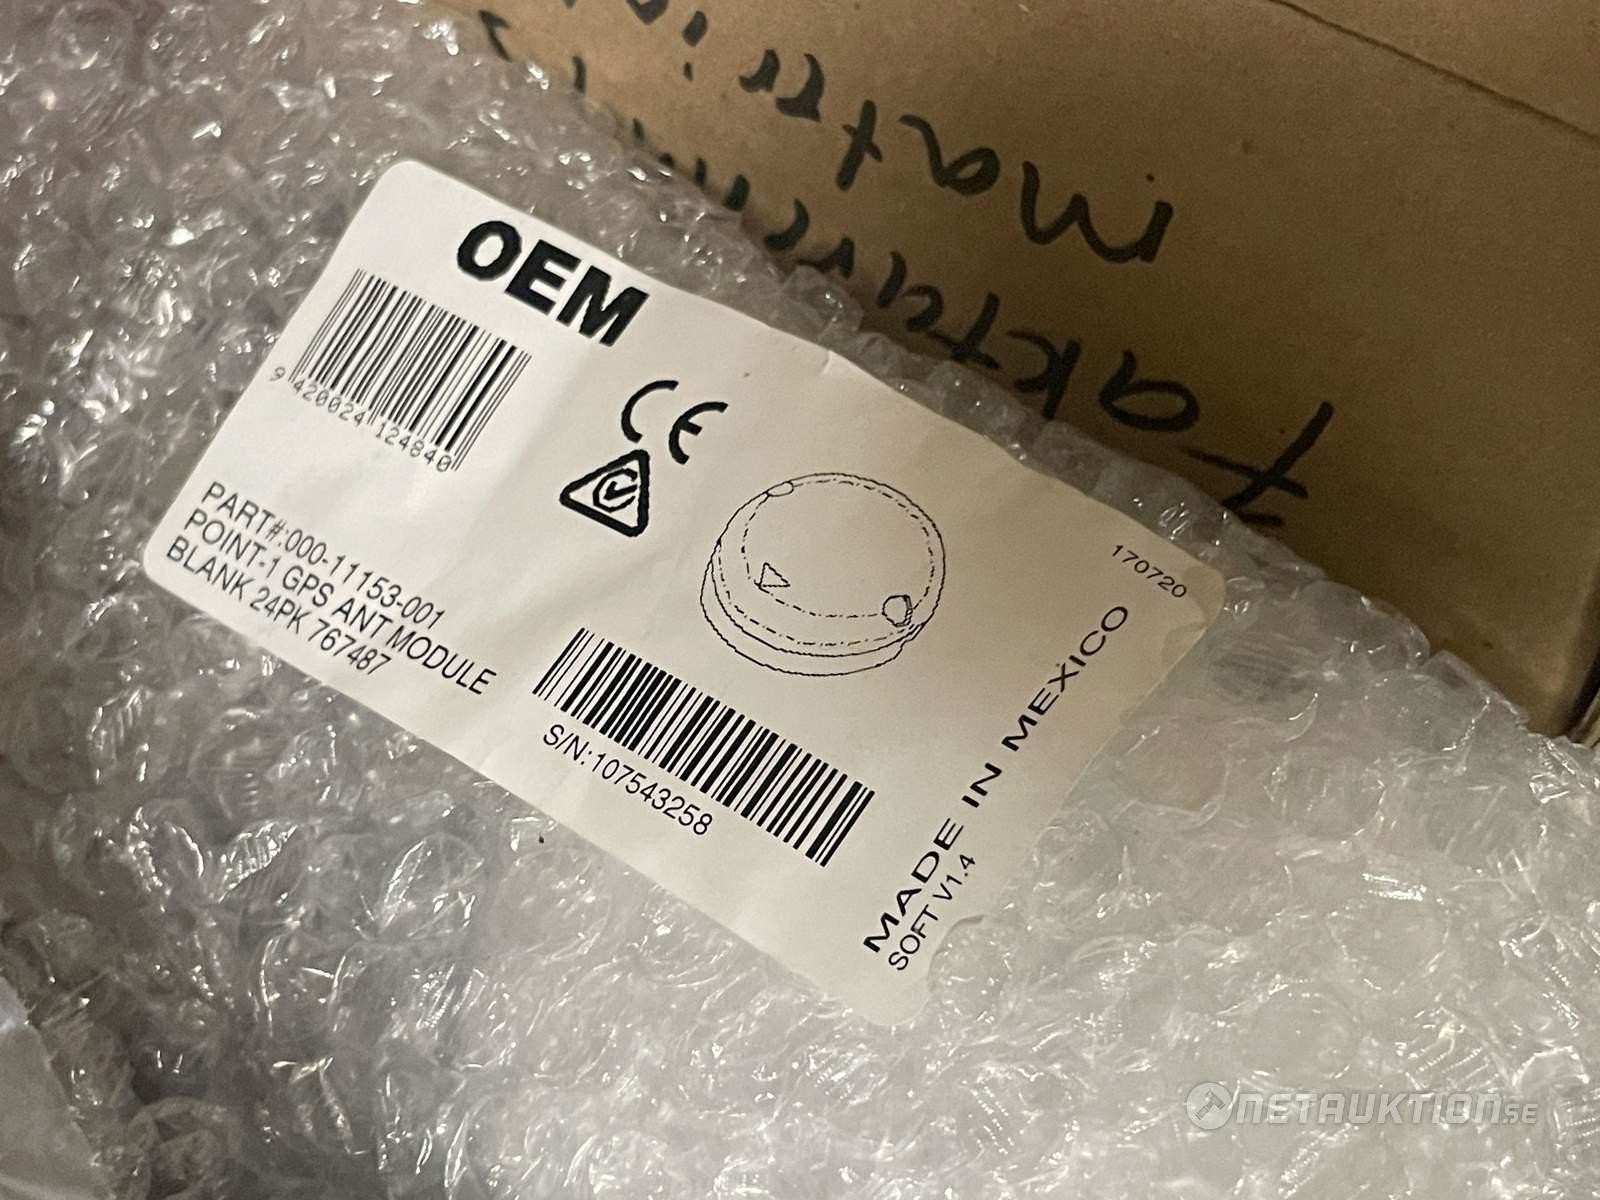 OEM
9 420024 124840
PART#:000-11153-001
POINT-1 GPS ANT MODULE
BLANK 24PK 767487
CE
S/N:107543258
170720
MADE IN MEXICO
SOFT V1.4
NETAUKTION.SE